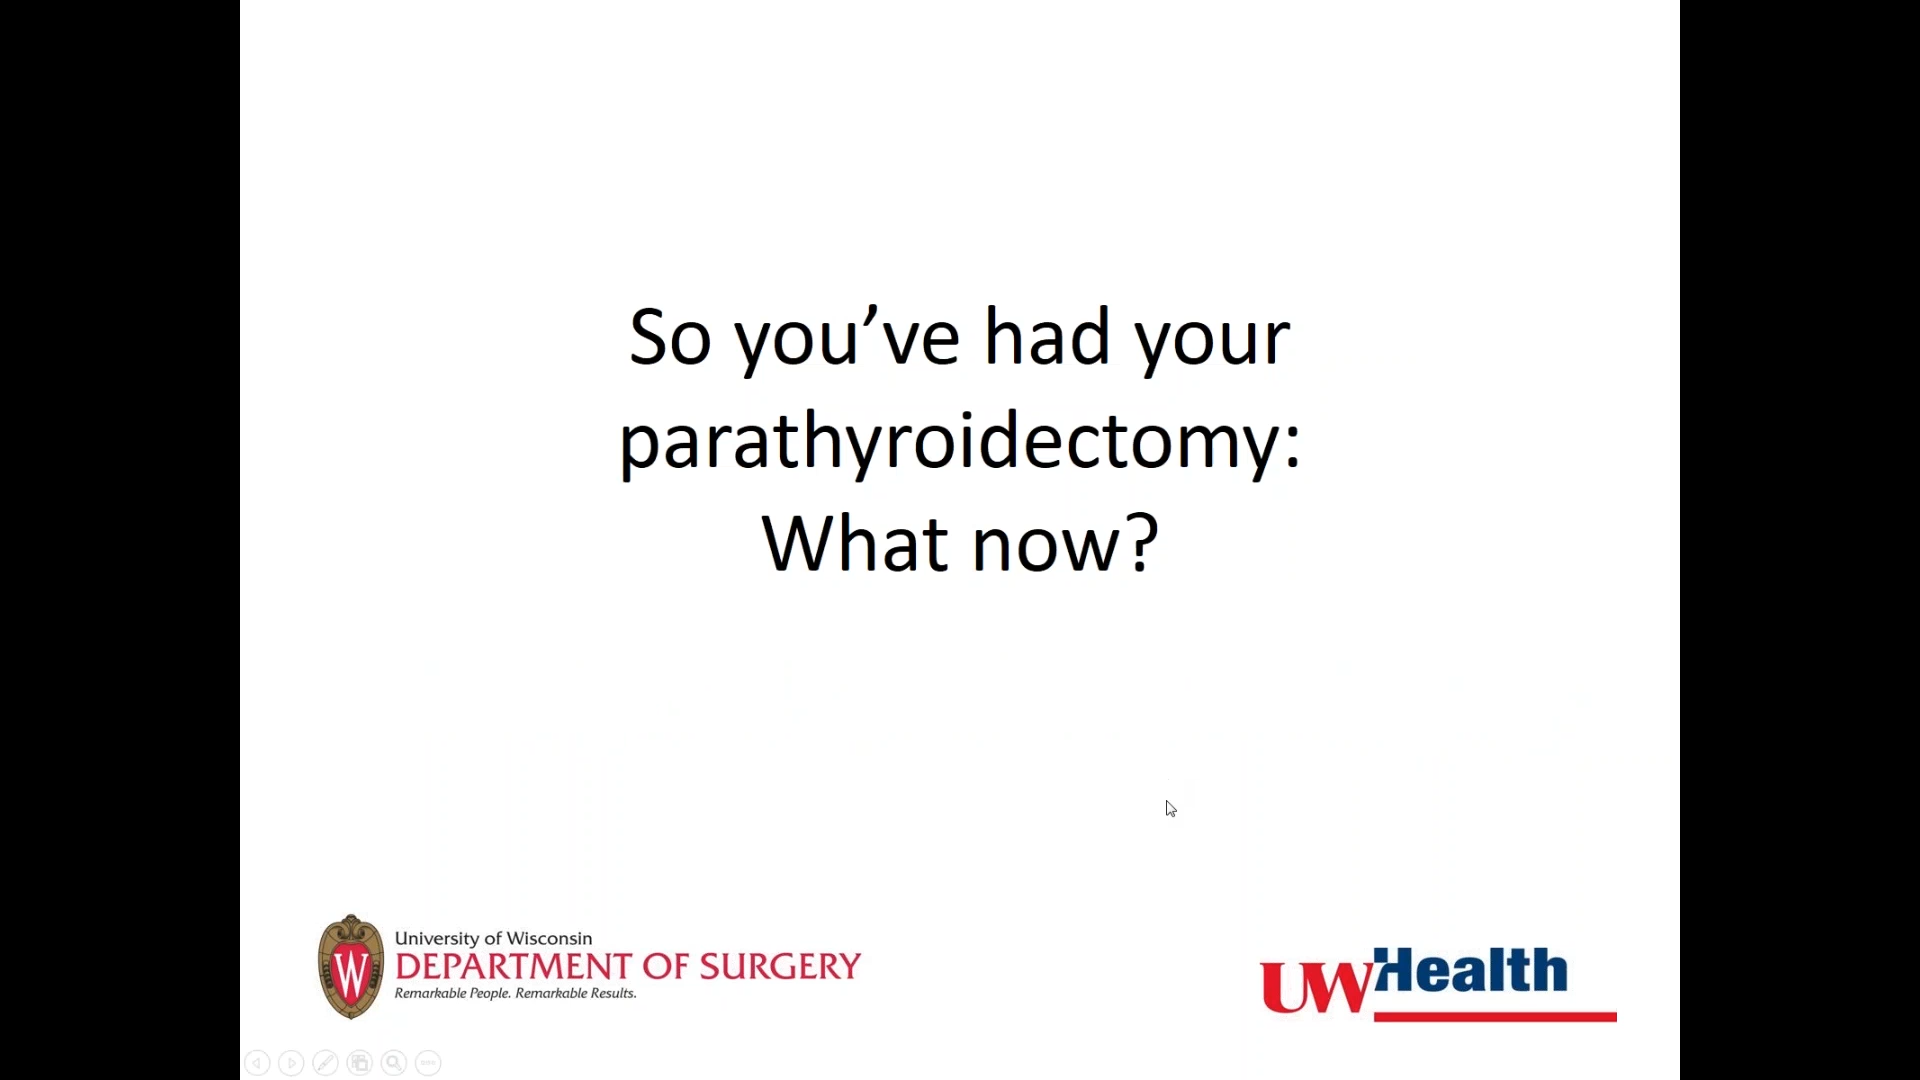 So you’ve had your
parathyroidectomy:
What now?
W
University of Wisconsin
DEPARTMENT OF SURGERY
Remarkable People. Remarkable Results.
UWHealth